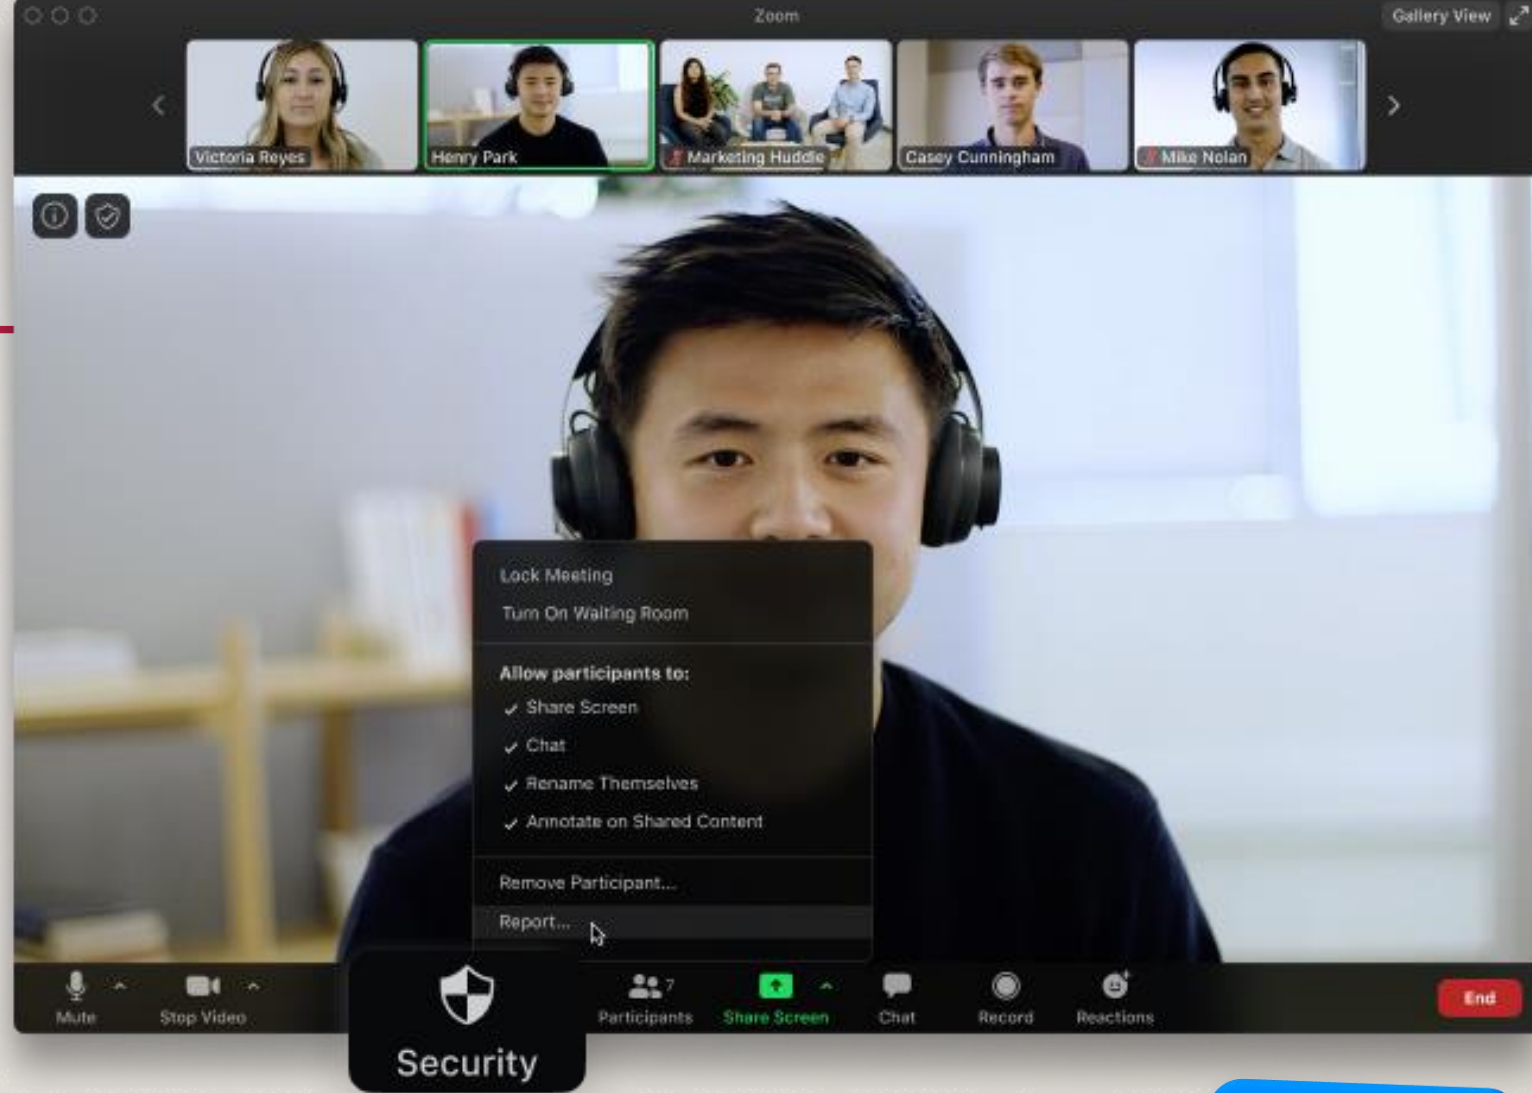 Zoom
Gallery View
Victoria Reyes
Henry Park
Marketing Huddle
Casey Cunningham
Mike Nolan
Lock Meeting
Turn On Waiting Room
Allow participants to:
Share Screen
Chat
Rename Themselves
Annotate on Shared Content
Remove Participant...
Report...
7
Mute
Stop Video
Security
Participants
Share Screen
Chat
Record
Reactions
End